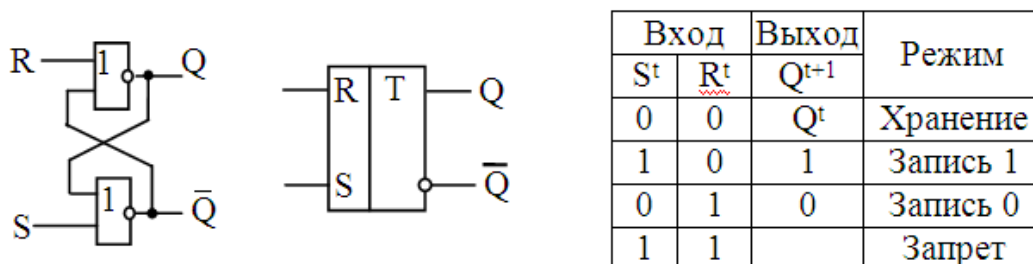 R 1 Q
S 1 Q̅
R T Q
S Q̅
Вход Выход Режим
Sᵗ Rᵗ Qᵗ⁺¹
0 0 Qᵗ Хранение
1 0 1 Запись 1
0 1 0 Запись 0
1 1 Запрет